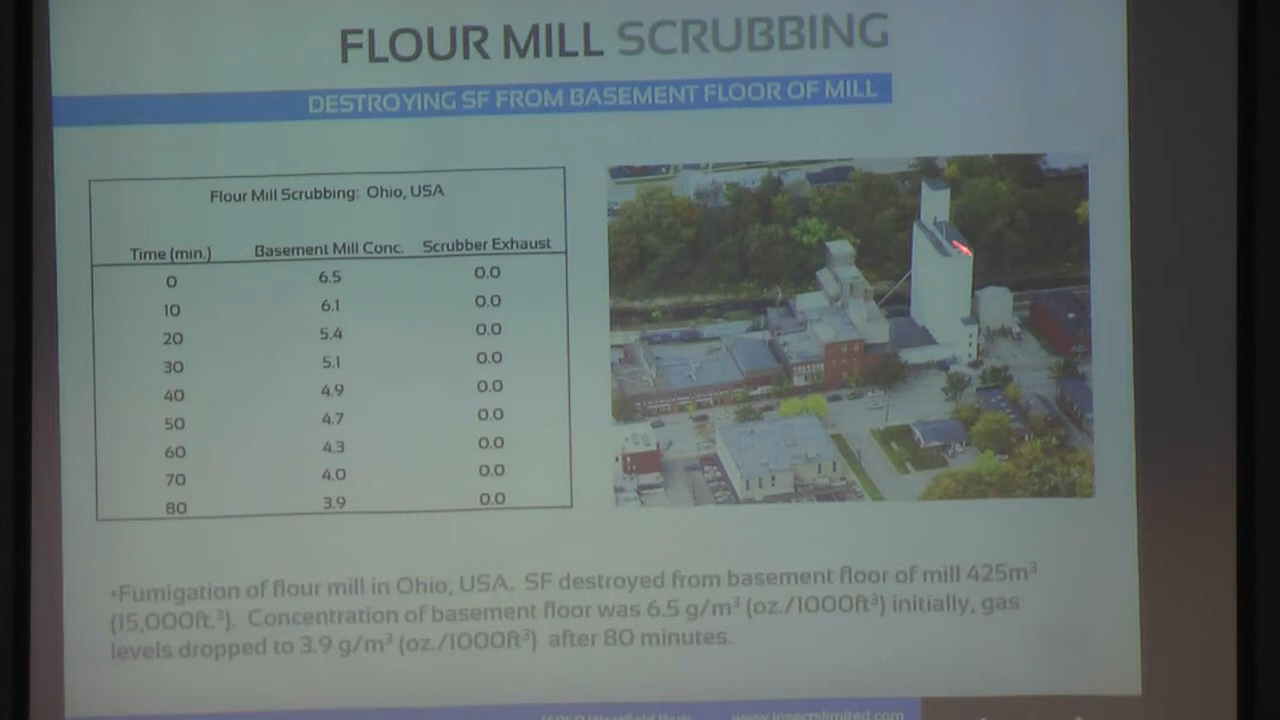 FLOUR MILL SCRUBBING
DESTROYING SF FROM BASEMENT FLOOR OF MILL
Flour Mill Scrubbing: Ohio, USA
Time (min.) Basement Mill Conc. Scrubber Exhaust
0 6.5 0.0
10 6.1 0.0
20 5.4 0.0
30 5.1 0.0
40 4.9 0.0
50 4.7 0.0
60 4.3 0.0
70 4.0 0.0
80 3.9 0.0
•Fumigation of flour mill in Ohio, USA. SF destroyed from basement floor of mill 425m³
(15,000ft.³). Concentration of basement floor was 6.5 g/m³ (oz./1000ft³) initially, gas
levels dropped to 3.9 g/m³ (oz./1000ft³) after 80 minutes.